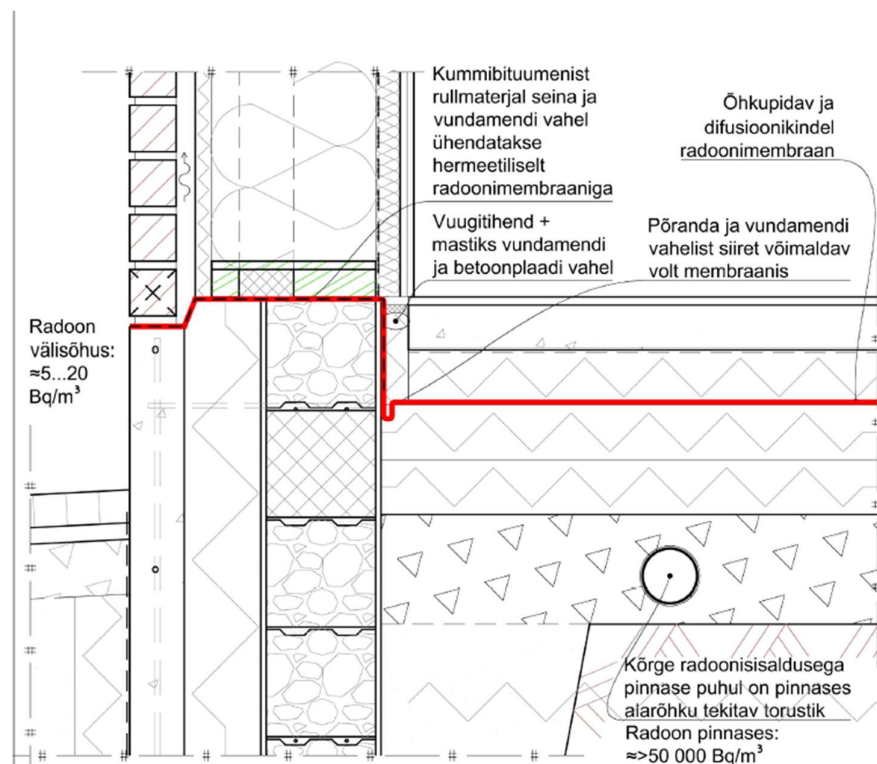 Kummibituumenist
rullmaterjal seina ja
vundamendi vahel
ühendatakse
hermeetiliselt
radoonimembraaniga
Õhkupidav ja
difusioonikindel
radoonimembraan
Vuugitihend +
mastiks vundamendi
ja betoonplaadi vahel
Põranda ja vundamendi
vahelist siiret võimaldav
volt membraanis
Radoon
välisõhus:
≈5...20
Bq/m³
Kõrge radoonisisaldusega
pinnase puhul on pinnases
alarõhku tekitav torustik
Radoon pinnases:
≈>50 000 Bq/m³